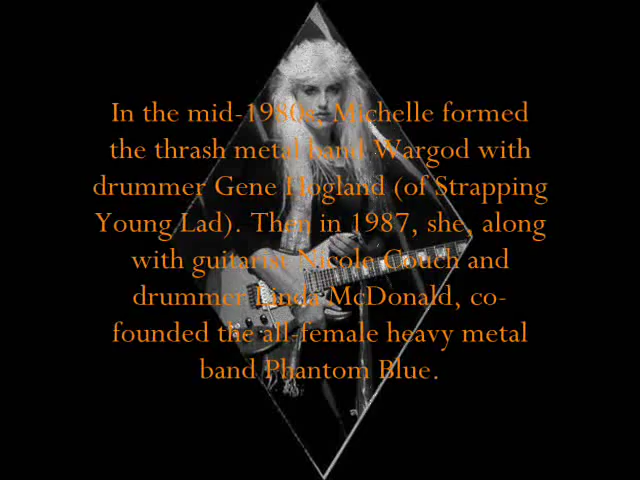 In the mid-1980s, Michelle formed
the thrash metal band Wargod with
drummer Gene Hogland (of Strapping
Young Lad). Then in 1987, she, along
with guitarist Nicole Couch and
drummer Linda McDonald, co-
founded the all-female heavy metal
band Phantom Blue.